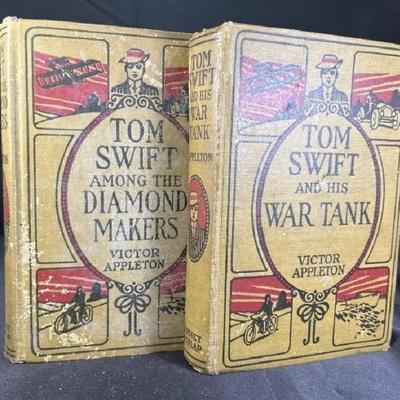 TOM
SWIFT
AMONG THE
DIAMOND
MAKERS
VICTOR
APPLETON
TOM
SWIFT
AND HIS
WAR
TANK
APPLETON
TOM
SWIFT
AND HIS
WAR TANK
VICTOR
APPLETON